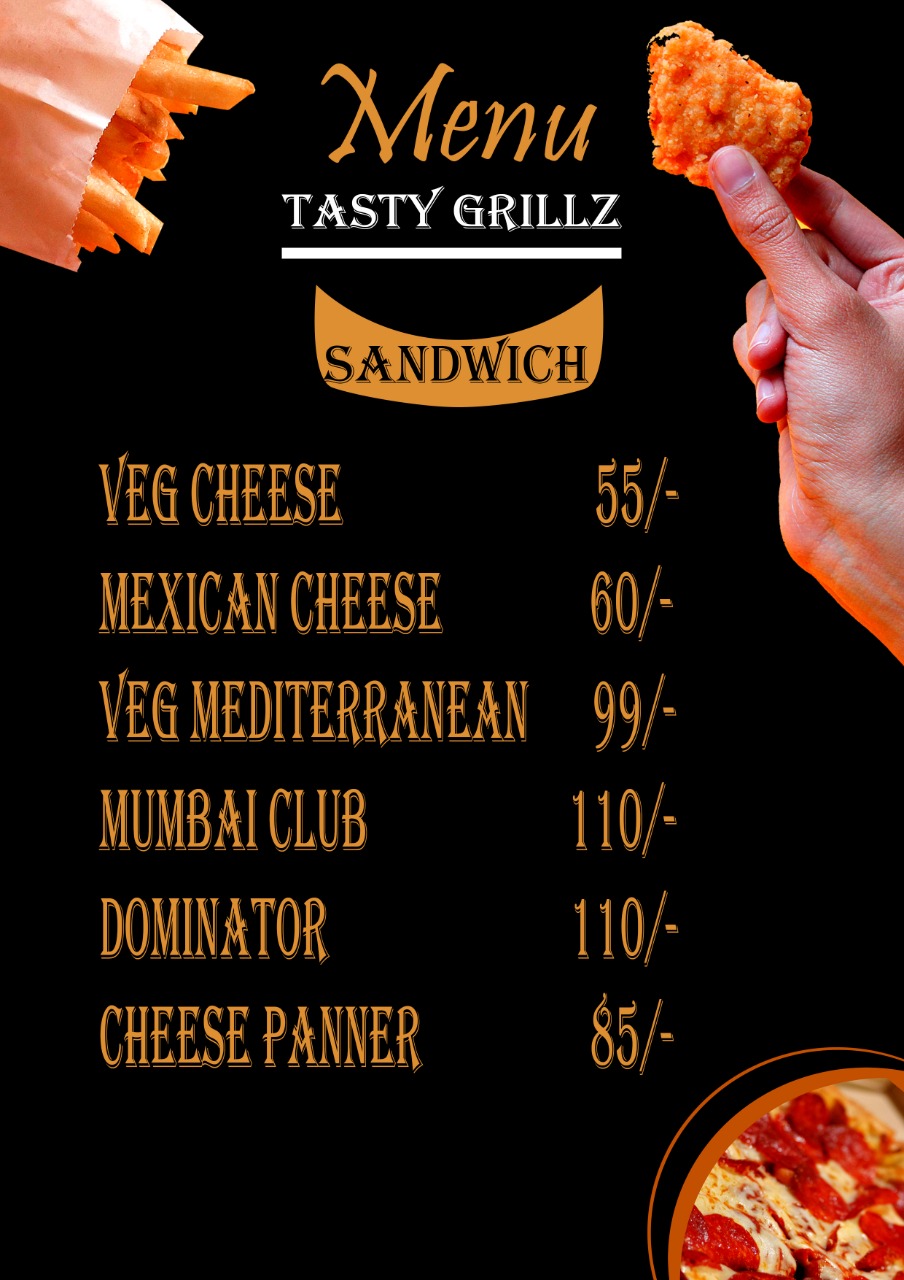 Menu
TASTY GRILLZ
SANDWICH
VEG CHEESE 55/-
MEXICAN CHEESE 60/-
VEG MEDITERRANEAN 99/-
MUMBAI CLUB 110/-
DOMINATOR 110/-
CHEESE PANNER 85/-